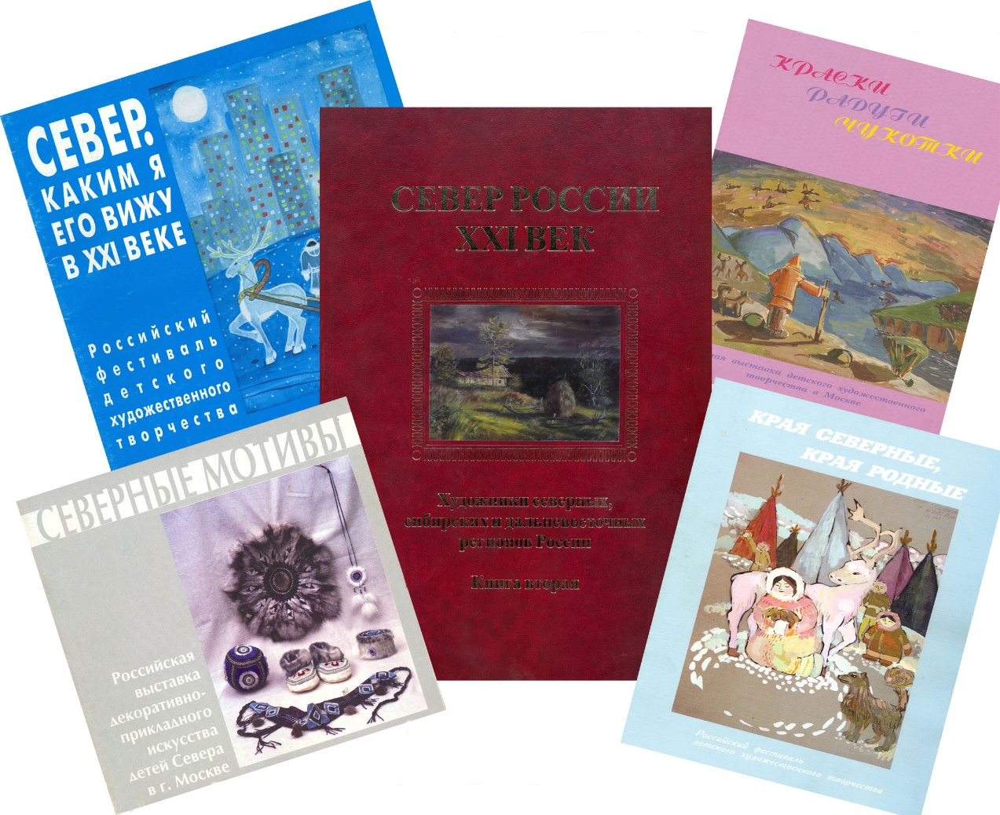 СЕВЕР.
КАКИМ Я
ЕГО ВИЖУ
В XXI ВЕКЕ
Российский
фестиваль
детского
художественного
творчества
СЕВЕР РОССИИ
XXI ВЕК
Художники северных,
сибирских и дальневосточных
регионов России
Книга вторая
КРАСКИ
РАДУГИ
ЧУКОТКИ
выставка детского художественного
творчества в Москве
СЕВЕРНЫЕ МОТИВЫ
Российская
выставка
декоративно-
прикладного
искусства
детей Севера
в г. Москве
КРАЯ СЕВЕРНЫЕ,
КРАЯ РОДНЫЕ
Российский фестиваль
детского художественного творчества